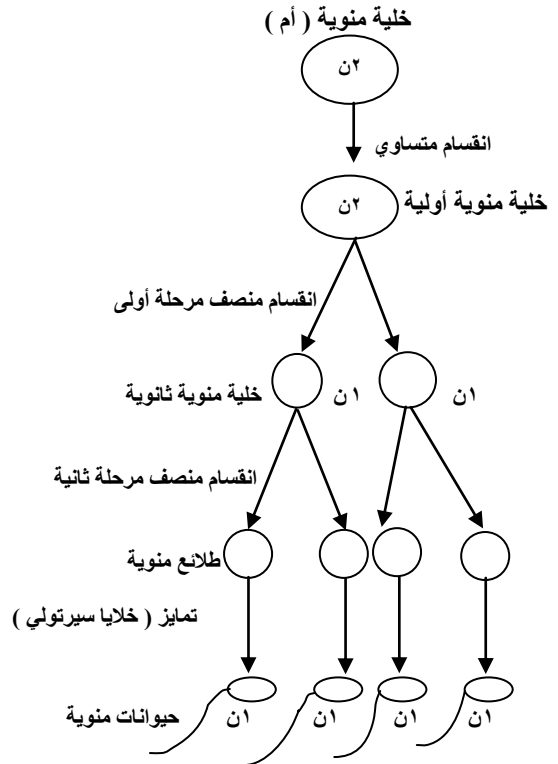 خلية منوية ( أم )
٢ن
انقسام متساوي
خلية منوية أولية
٢ن
انقسام منصف مرحلة أولى
خلية منوية ثانوية
١ن
١ن
انقسام منصف مرحلة ثانية
طلائع منوية
تمايز ( خلايا سيرتولي )
حيوانات منوية
١ن
١ن
١ن
١ن